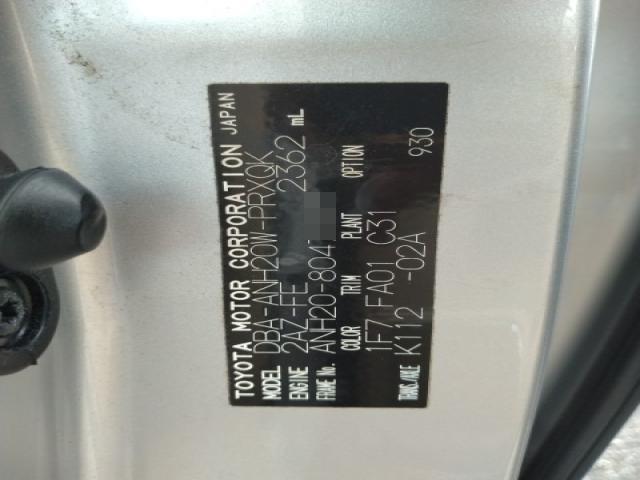 TOYOTA MOTOR CORPORATION JAPAN
MODEL DBA-ANH20W-PRXQK
ENGINE 2AZ-FE 2362 mL
FRAME No. ANH20-804
COLOR TRIM PLANT OPTION
1F7 FA01 C31
TRANS./AXLE K112 -02A 930